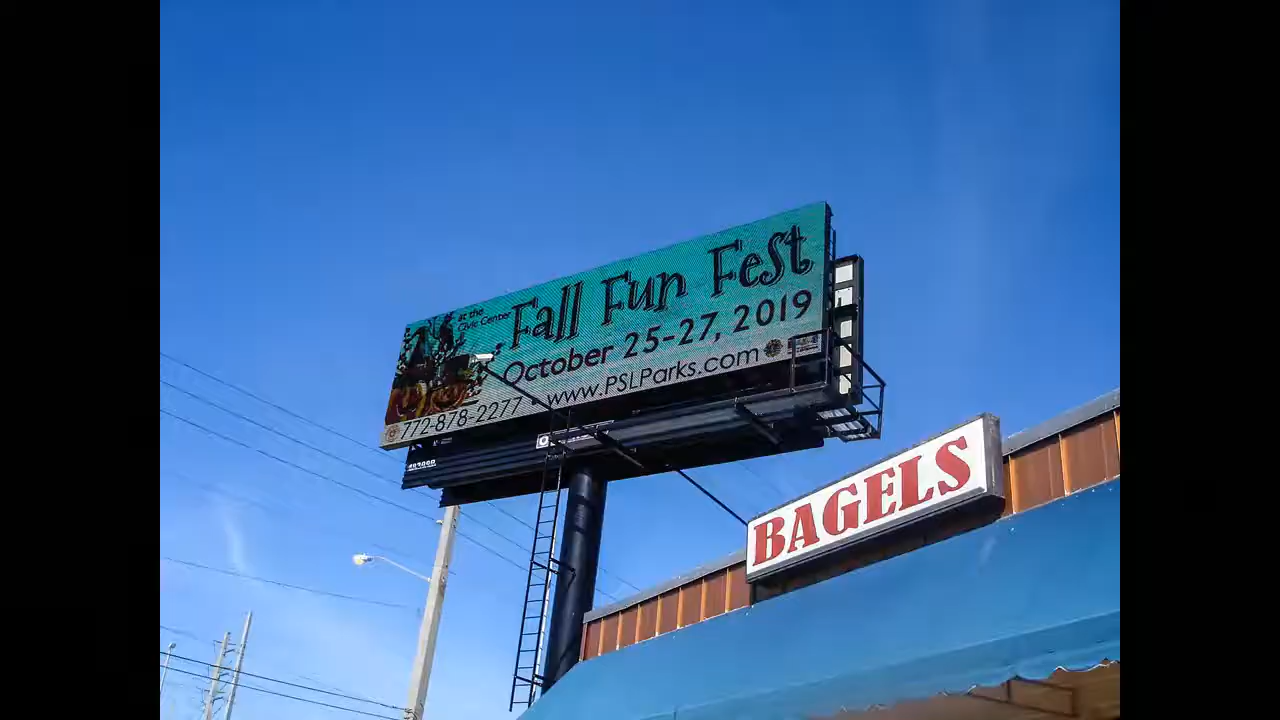 at the
Civic Center
Fall Fun Fest
October 25-27, 2019
772-878-2277 • www.PSLParks.com
BAGELS